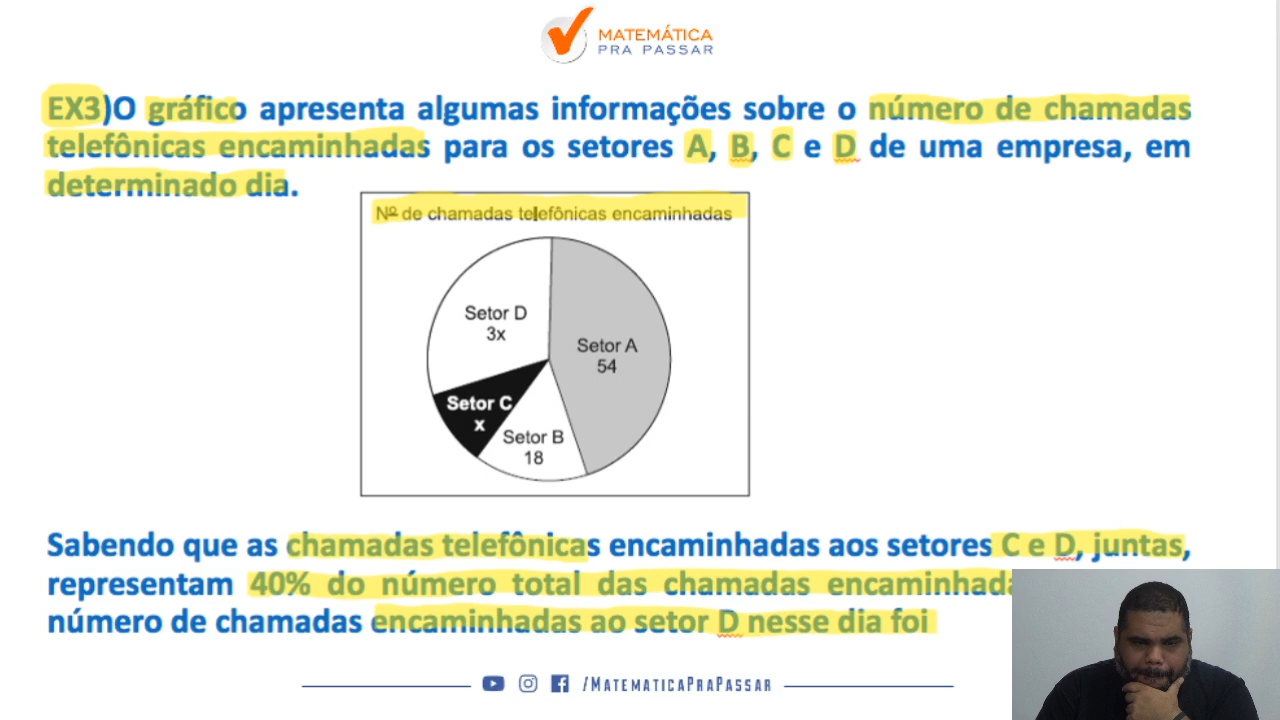 MATEMÁTICA
PRA PASSAR
EX3)O gráfico apresenta algumas informações sobre o número de chamadas
telefônicas encaminhadas para os setores A, B, C e D de uma empresa, em
determinado dia.
Nº de chamadas telefônicas encaminhadas
Setor D
3x
Setor A
54
Setor C
x
Setor B
18
Sabendo que as chamadas telefônicas encaminhadas aos setores C e D, juntas,
representam 40% do número total das chamadas
número de chamadas encaminhadas ao setor D nesse dia foi
/MATEMATICAPRAPASSAR